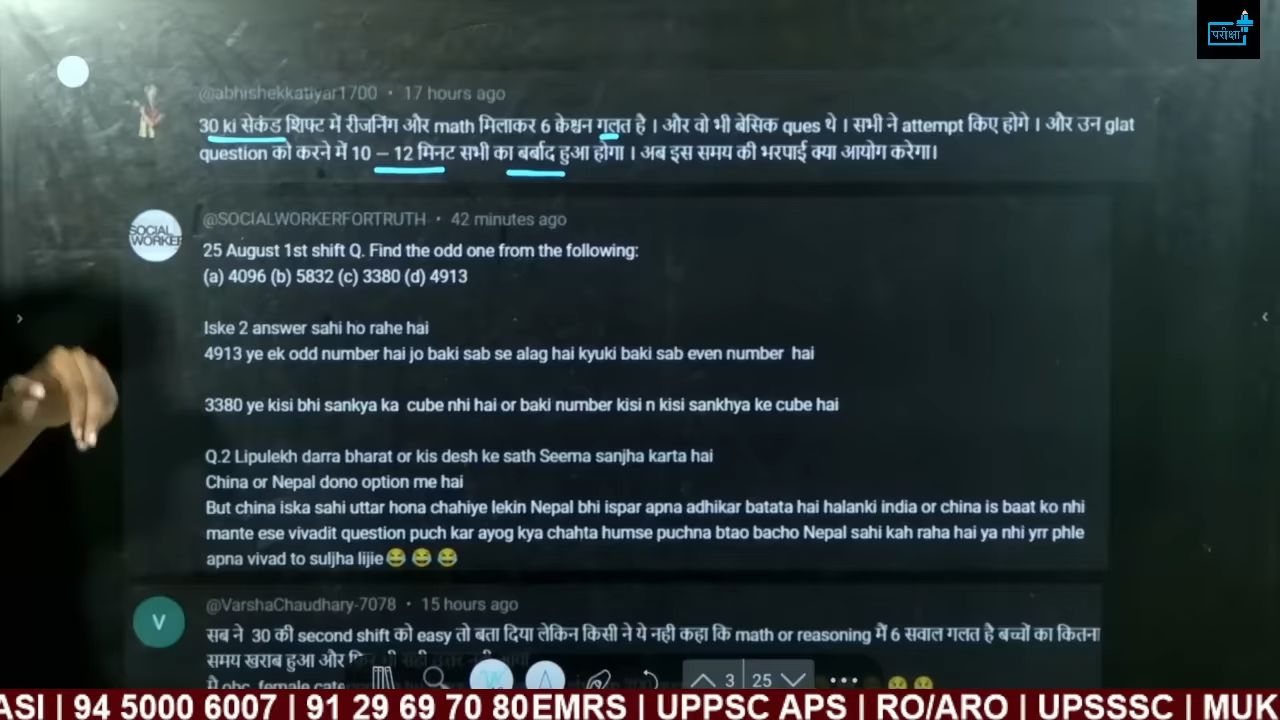 परीक्षा
@abhishekkatiyar1700 • 17 hours ago
30 ki सेकंड शिफ्ट में रीजनिंग और math मिलाकर 6 केश्चन गलत है । और वो भी बेसिक ques थे । सभी ने attempt किए होगे । और उन glat
question को करने में 10 – 12 मिनट सभी का बर्बाद हुआ होगा । अब इस समय की भरपाई क्या आयोग करेगा।
SOCIAL
WORKER
@SOCIALWORKERFORTRUTH • 42 minutes ago
25 August 1st shift Q. Find the odd one from the following:
(a) 4096 (b) 5832 (c) 3380 (d) 4913
Iske 2 answer sahi ho rahe hai
4913 ye ek odd number hai jo baki sab se alag hai kyuki baki sab even number hai
3380 ye kisi bhi sankya ka cube nhi hai or baki number kisi n kisi sankhya ke cube hai
Q.2 Lipulekh darra bharat or kis desh ke sath Seema sanjha karta hai
China or Nepal dono option me hai
But china iska sahi uttar hona chahiye lekin Nepal bhi ispar apna adhikar batata hai halanki india or china is baat ko nhi
mante ese vivadit question puch kar ayog kya chahta humse puchna btao bacho Nepal sahi kah raha hai ya nhi yrr phle
apna vivad to suljha lijie 😂 😂 😂
V
@VarshaChaudhary-7078 • 15 hours ago
सब ने 30 की second shift को easy तो बता दिया लेकिन किसी ने ये नही कहा कि math or reasoning में 6 सवाल गलत है बच्चों का कितना
समय खराब हुआ और
मै obc female
3 25
ASI | 94 5000 6007 | 91 29 69 70 80 EMRS | UPPSC APS | RO/ARO | UPSSSC | MUK